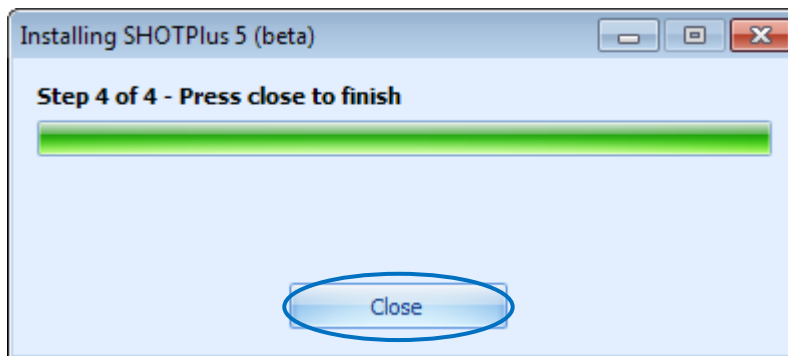 Installing SHOTPlus 5 (beta)
Step 4 of 4 - Press close to finish
Close